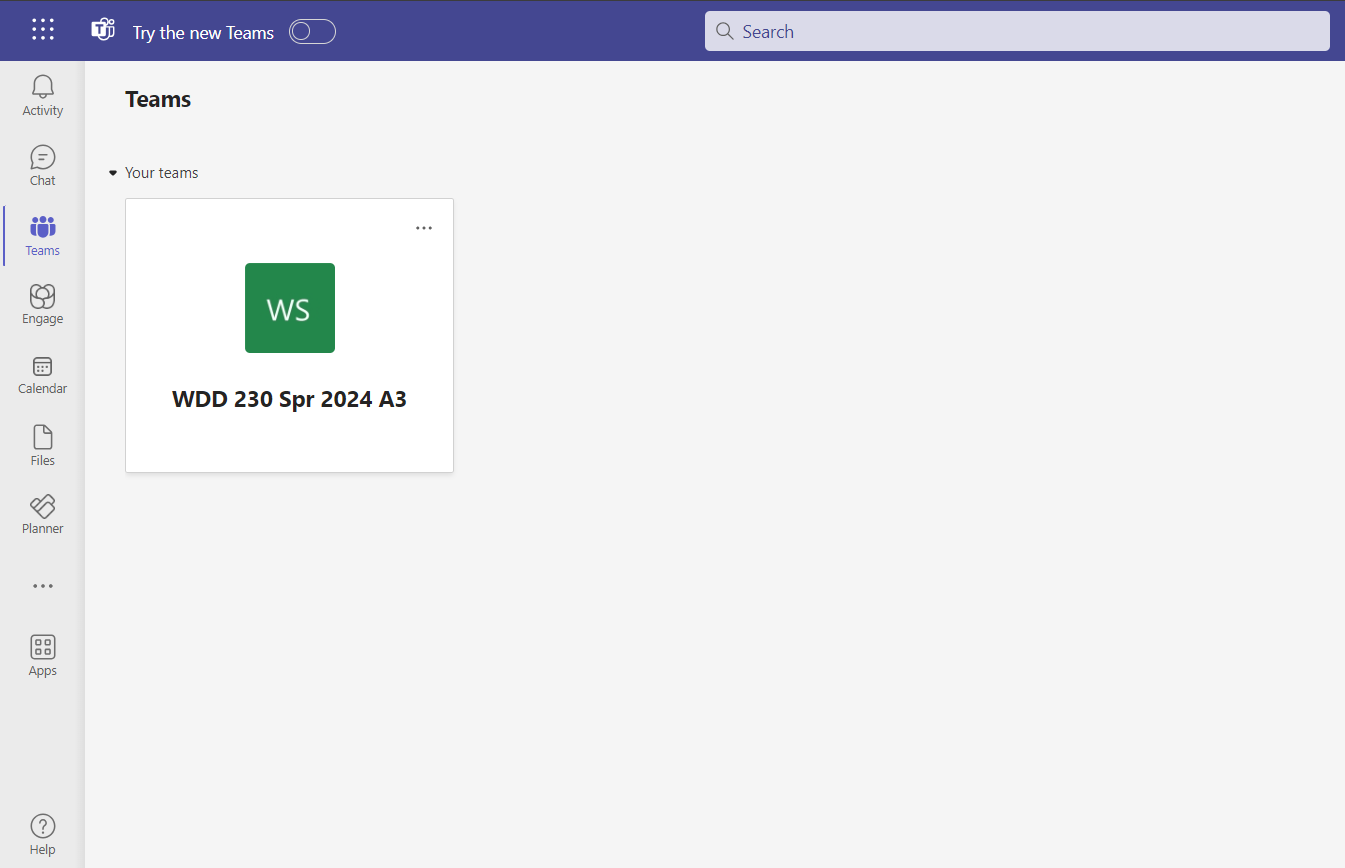 Try the new Teams
Search
Activity
Chat
Teams
Engage
Calendar
Files
Planner
Apps
Help
Teams
Your teams
WS
WDD 230 Spr 2024 A3